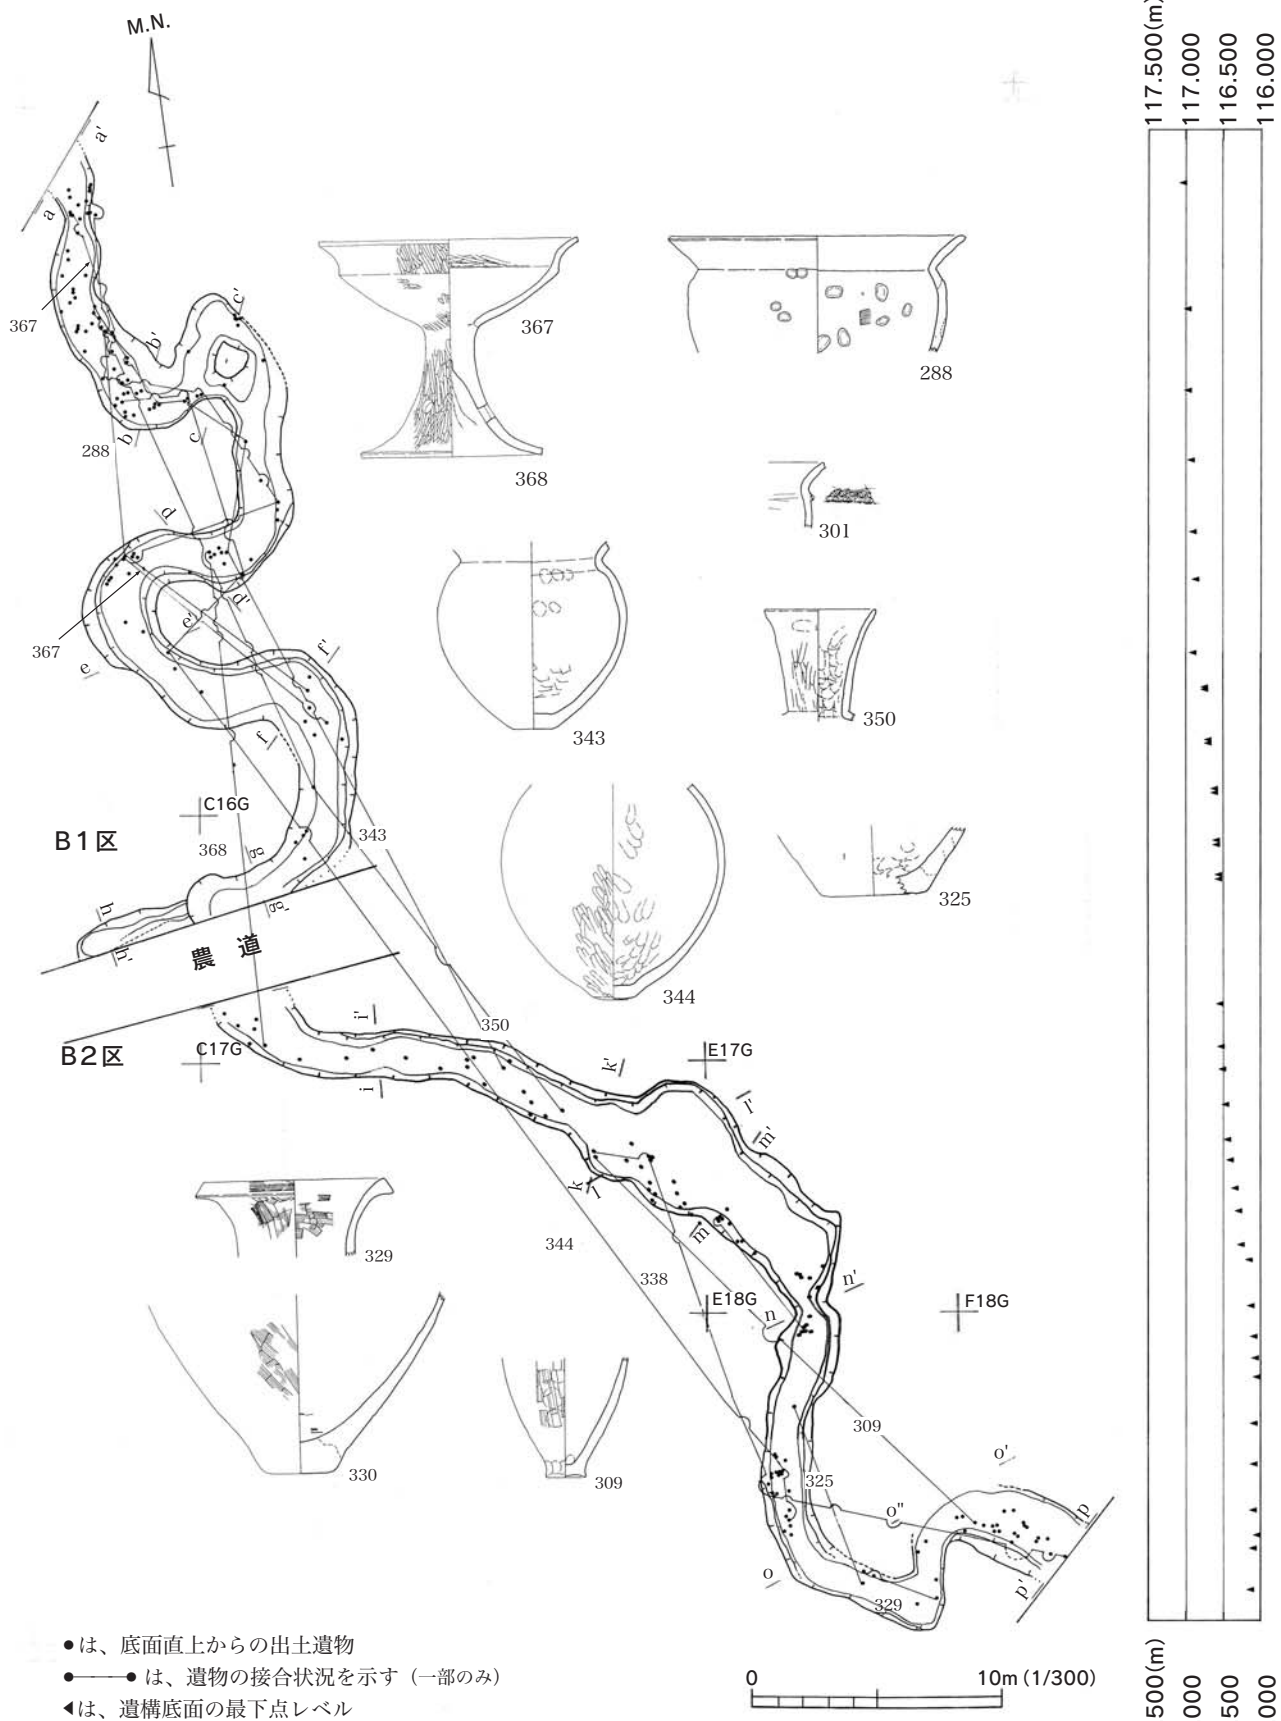 M.N.
117.500(m)
117.000
116.500
116.000
a'
a
367
b'
c'
b
c
288
d
d'
367
e
e'
f'
f
367
368
288
301
343
350
344
325
C16G
B1区
368
343
g
g'
h
h'
農道
B2区
C17G
350
i'
i
k'
E17G
l'
m'
k
l
m
344
338
E18G
n
n'
F18G
329
330
309
309
325
o'
o"
o
p
p'
329
●は、底面直上からの出土遺物
●―――● は、遺物の接合状況を示す（一部のみ）
◀は、遺構底面の最下点レベル
0 10m(1/300)
500(m)
000
500
000